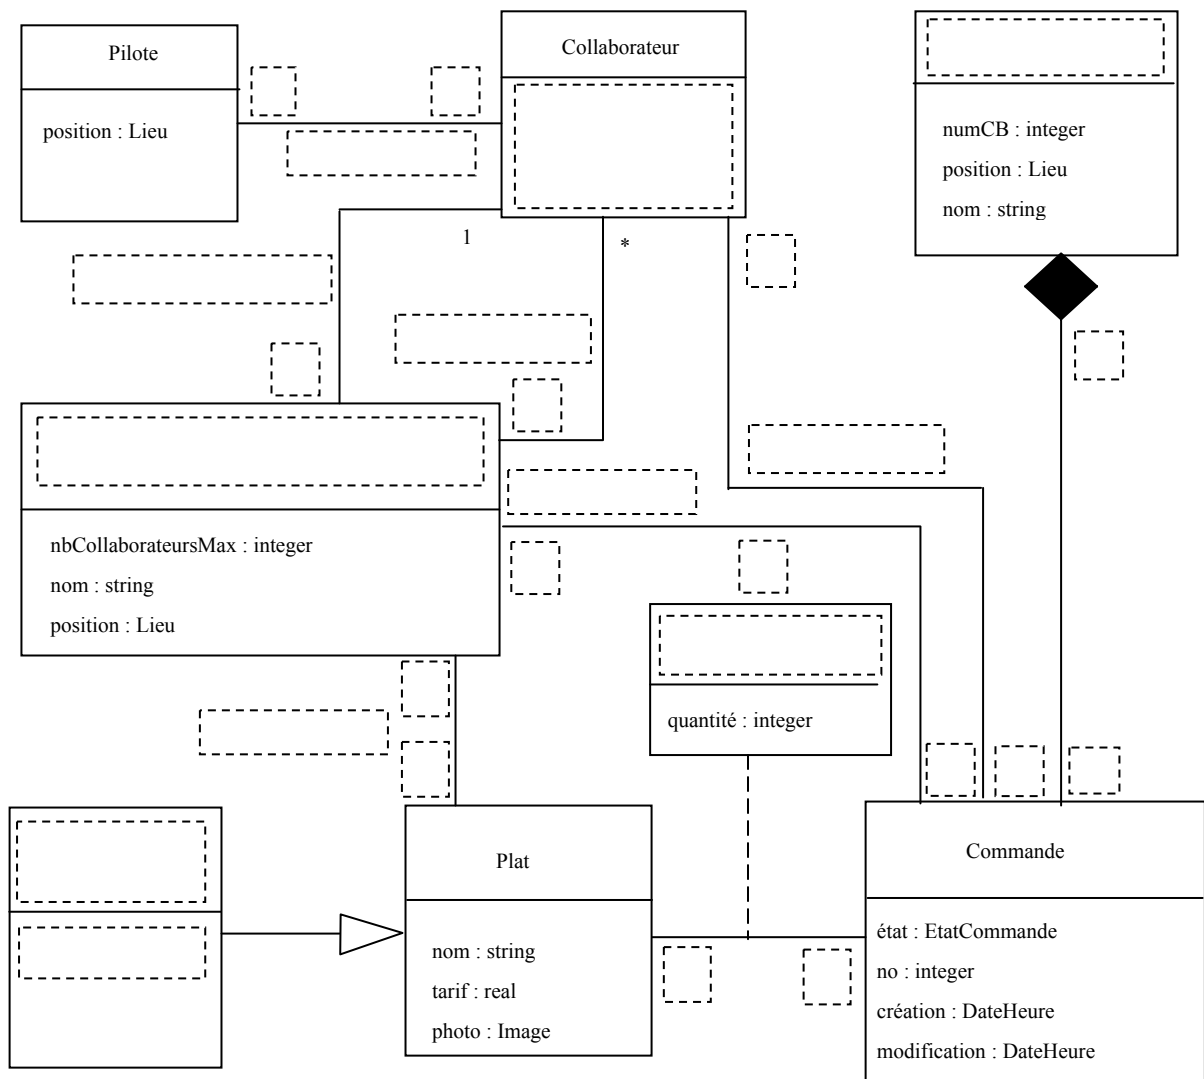 Pilote
position : Lieu
Collaborateur
numCB : integer
position : Lieu
nom : string
1
*
nbCollaborateursMax : integer
nom : string
position : Lieu
quantité : integer
Plat
nom : string
tarif : real
photo : Image
Commande
état : EtatCommande
no : integer
création : DateHeure
modification : DateHeure